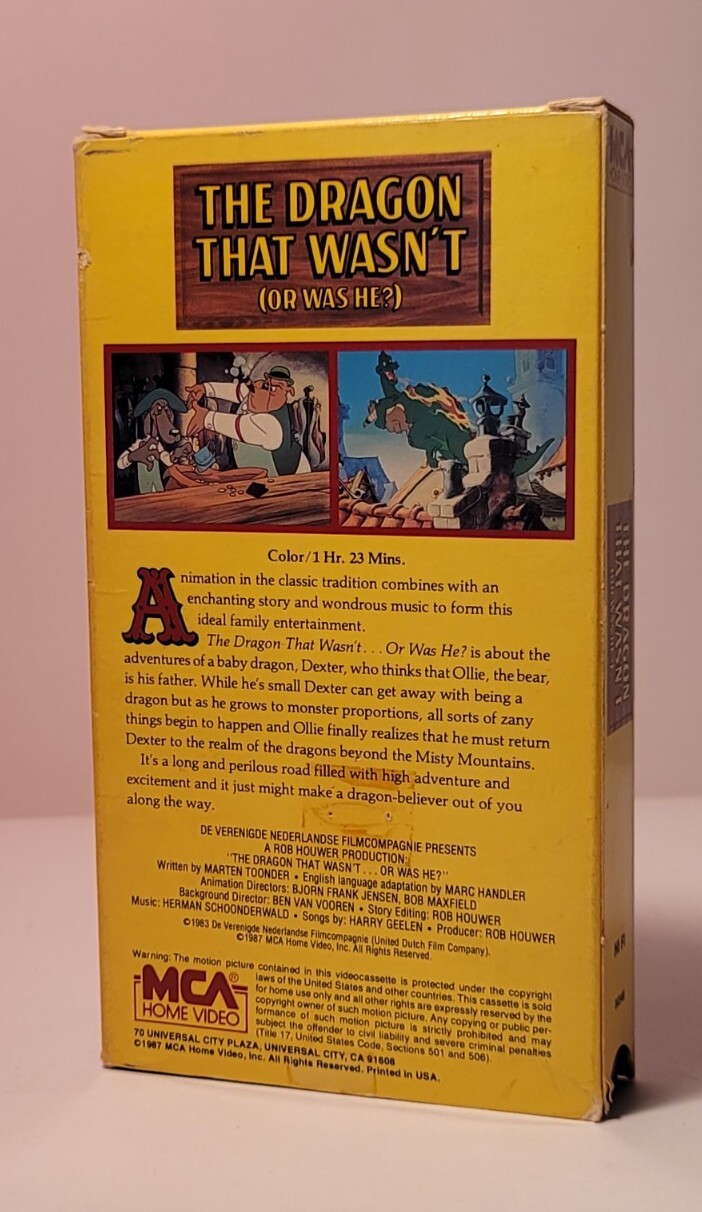 THE DRAGON
THAT WASN'T
(OR WAS HE?)
Color/1 Hr. 23 Mins.
Animation in the classic tradition combines with an
enchanting story and wondrous music to form this
ideal family entertainment.
The Dragon That Wasn't . . . Or Was He? is about the
adventures of a baby dragon, Dexter, who thinks that Ollie, the bear,
is his father. While he's small Dexter can get away with being a
dragon but as he grows to monster proportions, all sorts of zany
things begin to happen and Ollie finally realizes that he must return
Dexter to the realm of the dragons beyond the Misty Mountains.
It's a long and perilous road filled with high adventure and
excitement and it just might make a dragon-believer out of you
along the way.
DE VERENIGDE NEDERLANDSE FILMCOMPAGNIE PRESENTS
A ROB HOUWER PRODUCTION:
"THE DRAGON THAT WASN'T . . . OR WAS HE?"
Written by MARTEN TOONDER • English language adaptation by MARC HANDLER
Animation Directors: BJORN FRANK JENSEN, BOB MAXFIELD
Background Director: BEN VAN VOOREN • Story Editing: ROB HOUWER
Music: HERMAN SCHOONDERWALD • Songs by: HARRY GEELEN • Producer: ROB HOUWER
©1983 De Verenigde Nederlandse Filmcompagnie (United Dutch Film Company).
©1987 MCA Home Video, Inc. All Rights Reserved.
Warning: The motion picture contained in this videocassette is protected under the copyright
laws of the United States and other countries. This cassette is sold
for home use only and all other rights are expressly reserved by the
copyright owner of such motion picture. Any copying or public per-
formance of such motion picture is strictly prohibited and may
subject the offender to civil liability and severe criminal penalties
(Title 17, United States Code, Sections 501 and 506).
MCA®
HOME VIDEO
70 UNIVERSAL CITY PLAZA, UNIVERSAL CITY, CA 91608
©1987 MCA Home Video, Inc. All Rights Reserved. Printed in USA.
MCA
THE DRAGON
THAT WASN'T
HI FI